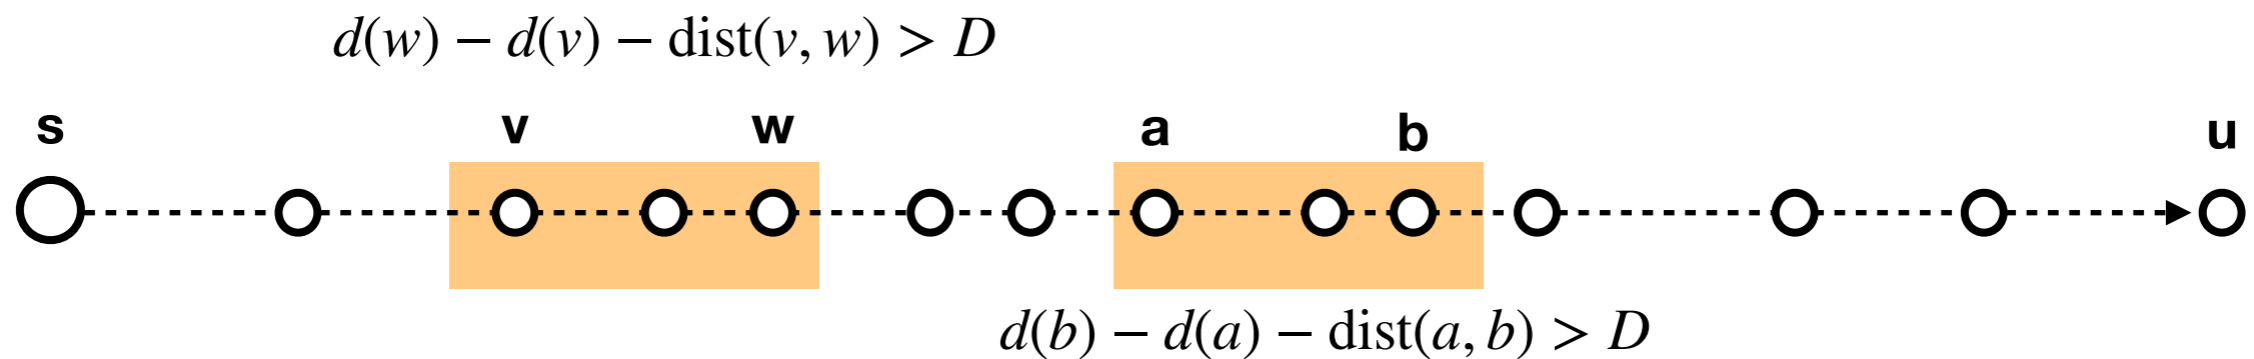 d(w) − d(v) − dist(v, w) > D
s v w a b u
d(b) − d(a) − dist(a, b) > D